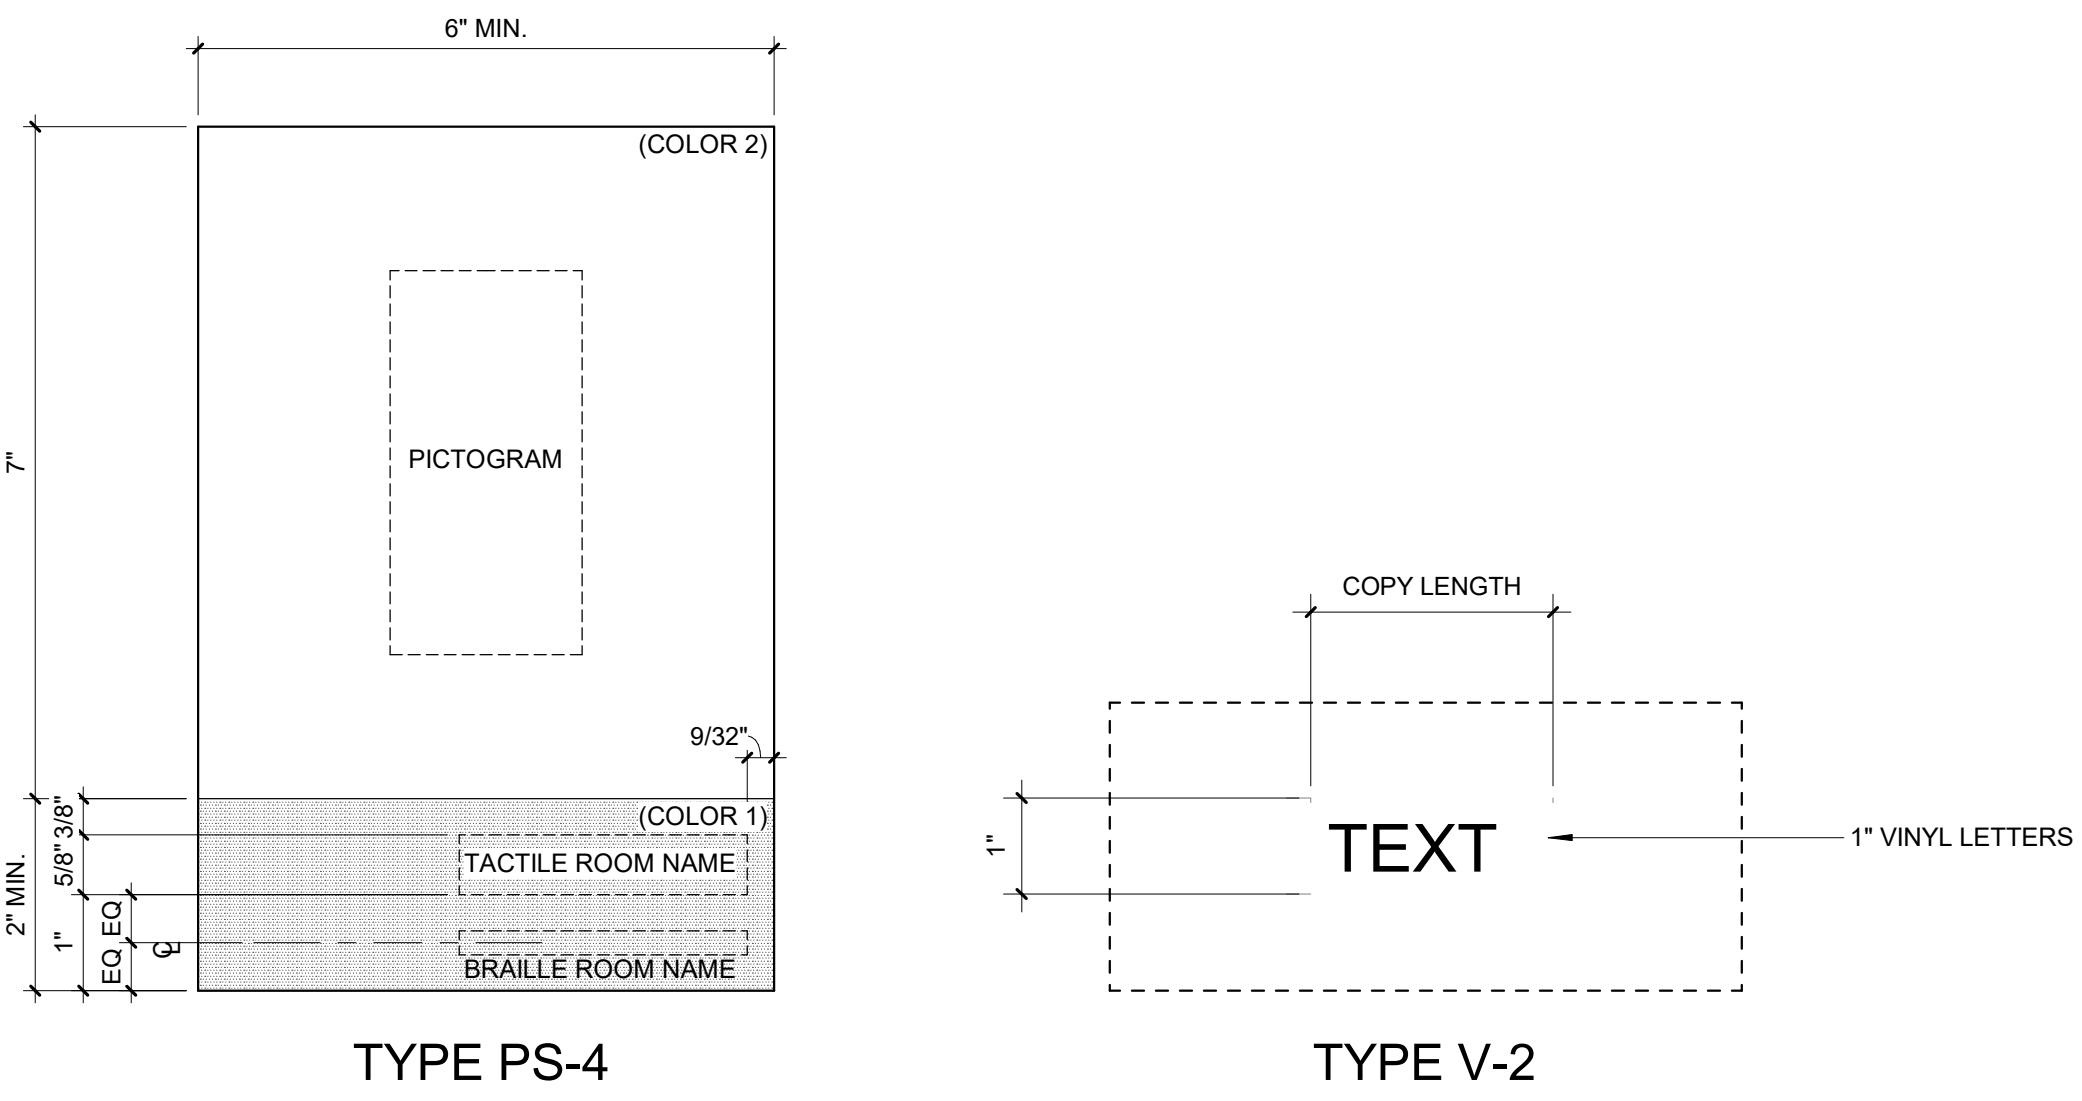 6" MIN.
(COLOR 2)
7"
PICTOGRAM
9/32"
2" MIN.
3/8"
5/8"
1"
EQ
EQ
℄
(COLOR 1)
TACTILE ROOM NAME
BRAILLE ROOM NAME
TYPE PS-4
COPY LENGTH
1"
TEXT
1" VINYL LETTERS
TYPE V-2